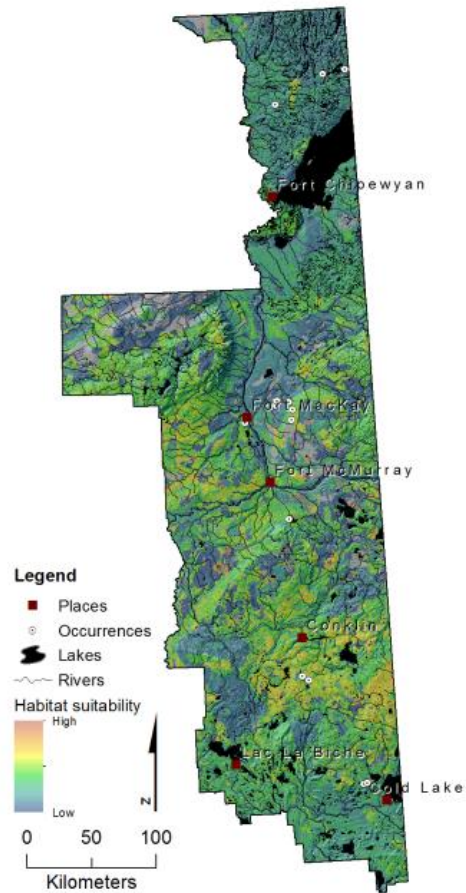 Fort Chipewyan
Fort MacKay
Fort McMurray
Conklin
Lac La Biche
Cold Lake
Legend
Places
Occurrences
Lakes
Rivers
Habitat suitability
High
Low
N
0 50 100
Kilometers